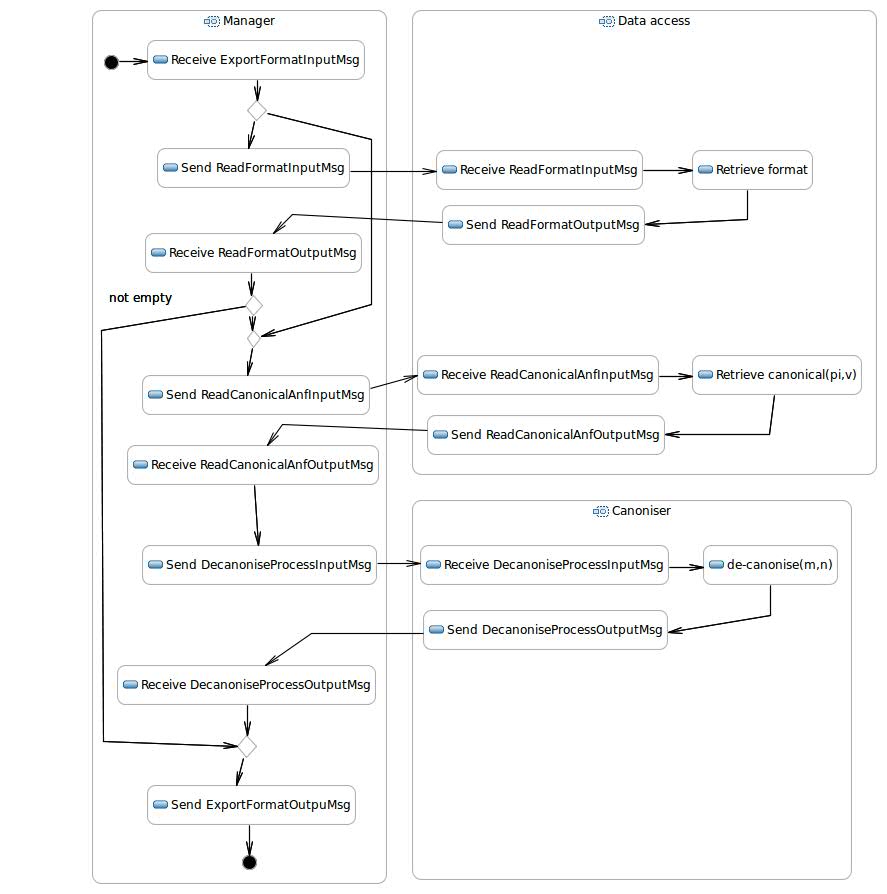 Manager
Data access
Receive ExportFormatInputMsg
Send ReadFormatInputMsg
Receive ReadFormatInputMsg
Retrieve format
Send ReadFormatOutputMsg
Receive ReadFormatOutputMsg
not empty
Send ReadCanonicalAnfInputMsg
Receive ReadCanonicalAnfInputMsg
Retrieve canonical(pi,v)
Send ReadCanonicalAnfOutputMsg
Receive ReadCanonicalAnfOutputMsg
Canoniser
Send DecanoniseProcessInputMsg
Receive DecanoniseProcessInputMsg
de-canonise(m,n)
Send DecanoniseProcessOutputMsg
Receive DecanoniseProcessOutputMsg
Send ExportFormatOutpuMsg